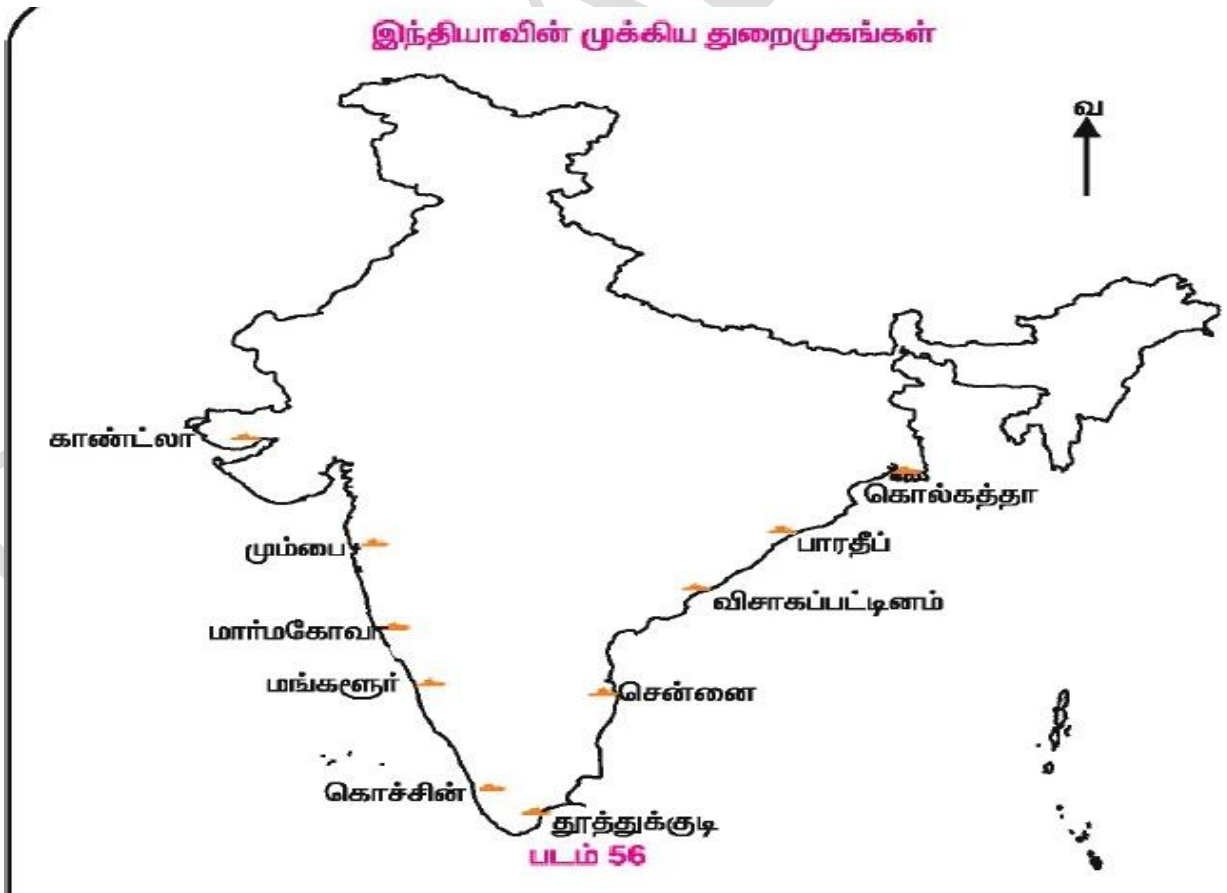 இந்தியாவின் முக்கிய துறைமுகங்கள்
வ
காண்ட்லா
கொல்கத்தா
மும்பை
பாரதீப்
விசாகப்பட்டினம்
மார்மகோவா
மங்களூர்
சென்னை
கொச்சின்
தூத்துக்குடி
படம் 56